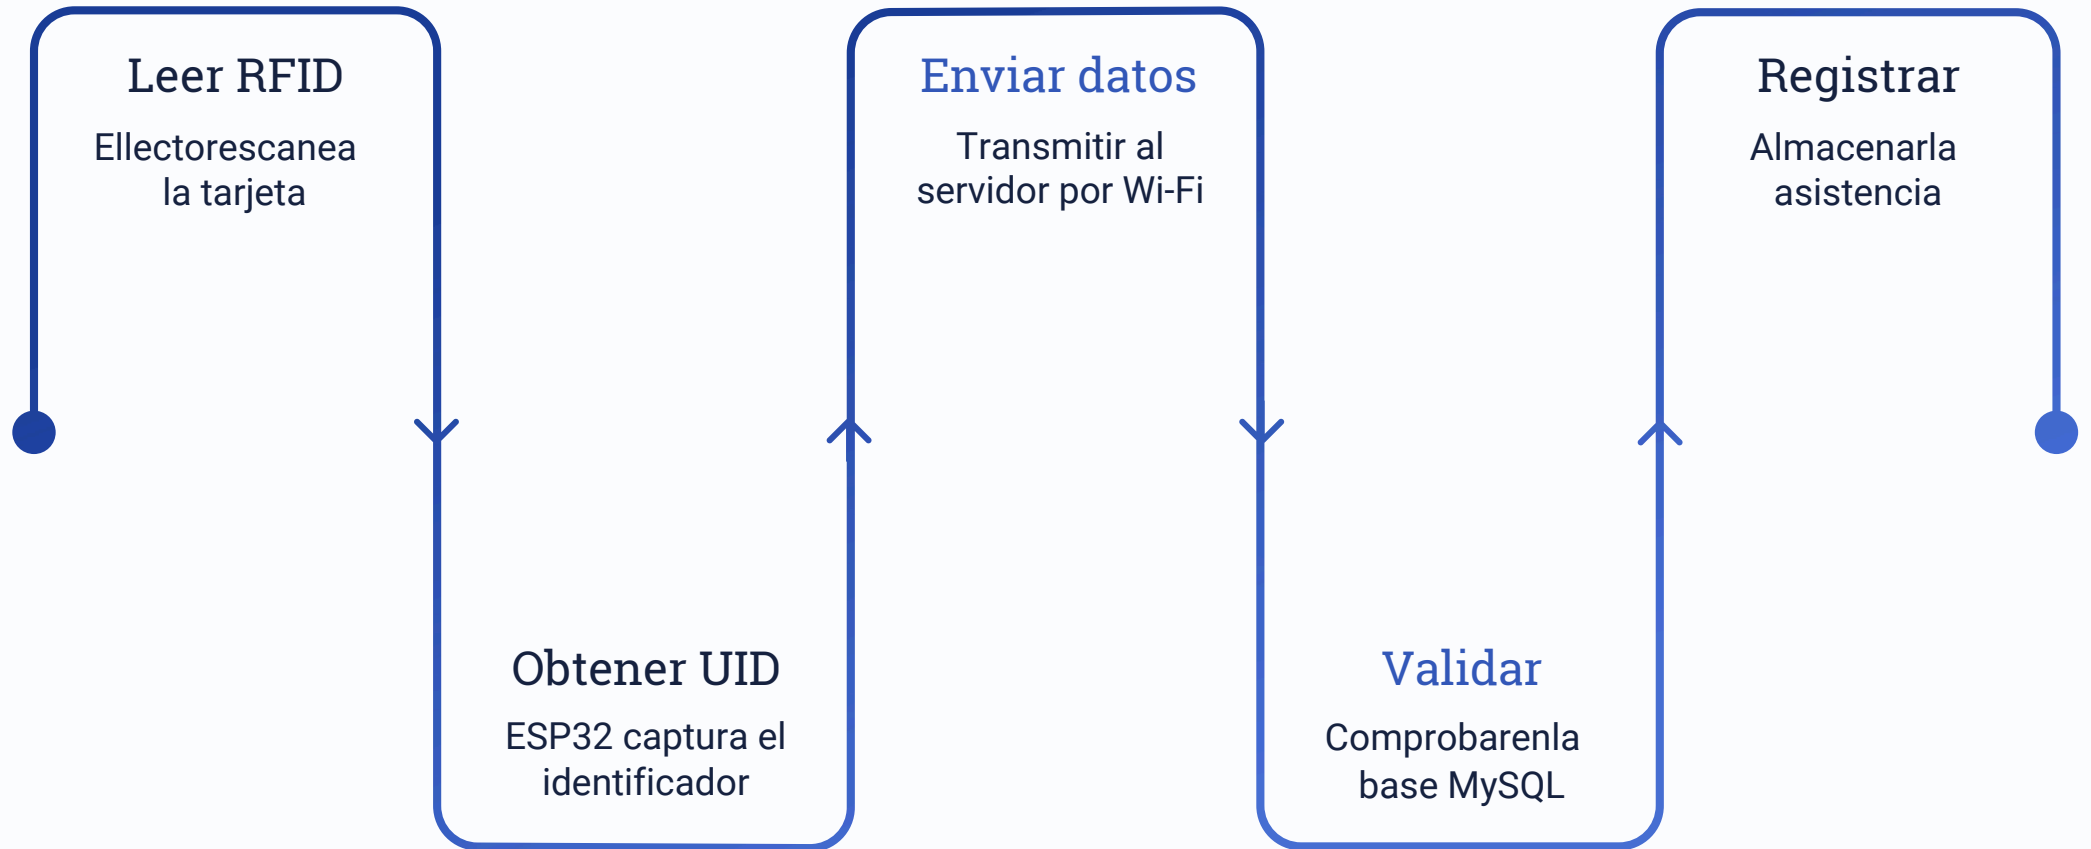 Leer RFID
Ellectorescanea
la tarjeta
Obtener UID
ESP32 captura el
identificador
Enviar datos
Transmitir al
servidor por Wi-Fi
Validar
Comprobarenla
base MySQL
Registrar
Almacenarla
asistencia